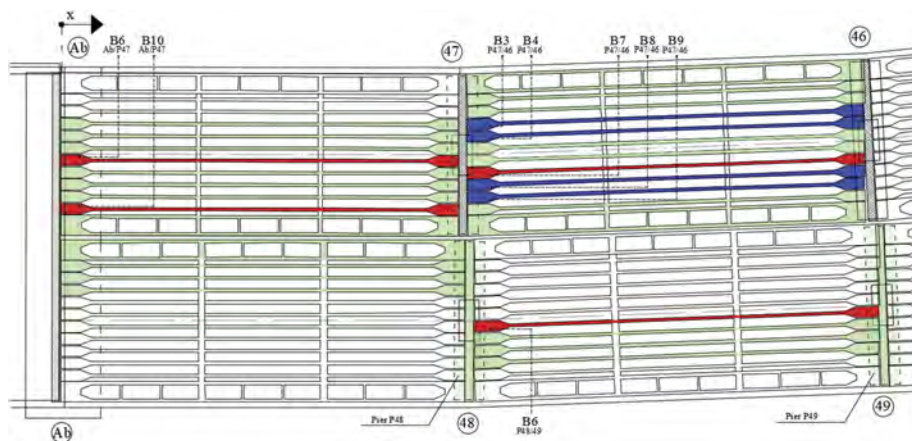 x
Ab
B6
Ab/P47
B10
Ab/P47
47
B3
P47/46
B4
P47/46
B7
P47/46
B8
P47/46
B9
P47/46
46
Pier P48
Pier P49
B6
P48/49
Ab
48
49